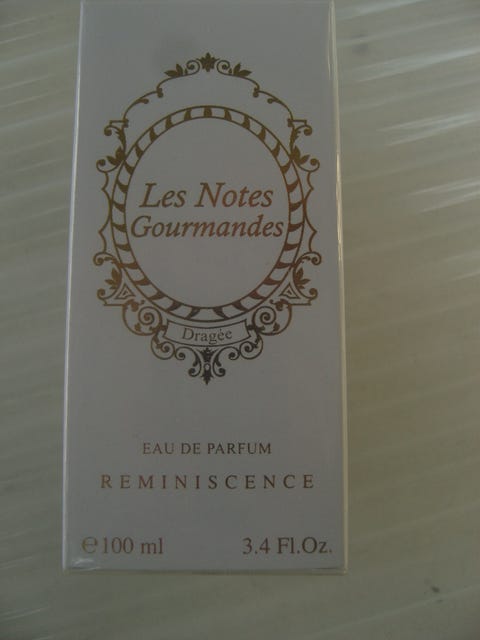 Les Notes
Gourmandes
Dragée
EAU DE PARFUM
REMINISCENCE
℮100 ml 3.4 Fl.Oz.